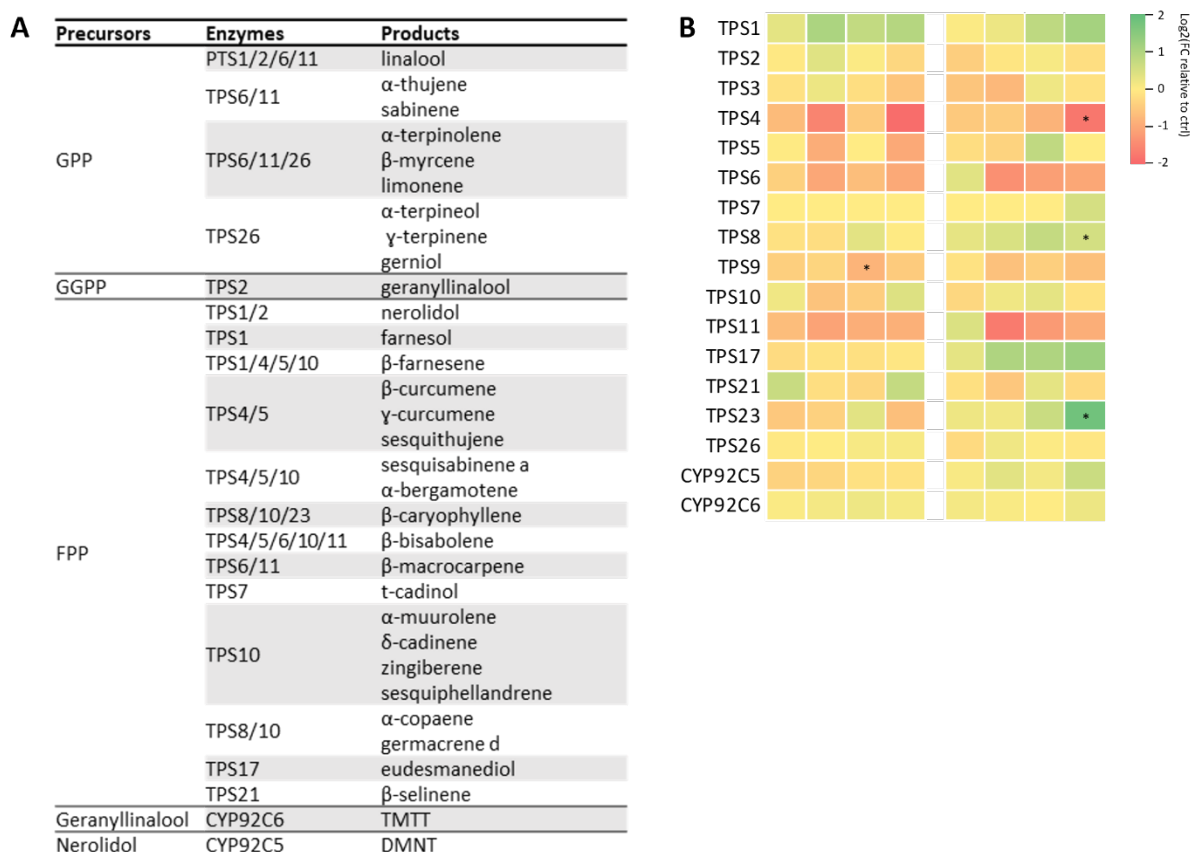 A
Precursors Enzymes Products
PTS1/2/6/11 linalool
TPS6/11 α-thujene
sabinene
GPP TPS6/11/26 α-terpinolene
β-myrcene
limonene
TPS26 α-terpineol
γ-terpinene
gerniol
GGPP TPS2 geranyllinalool
FPP TPS1/2 nerolidol
TPS1 farnesol
TPS1/4/5/10 β-farnesene
TPS4/5 β-curcumene
γ-curcumene
sesquithujene
TPS4/5/10 sesquisabinene a
α-bergamotene
TPS8/10/23 β-caryophyllene
TPS4/5/6/10/11 β-bisabolene
TPS6/11 β-macrocarpene
TPS7 t-cadinol
TPS10 α-muurolene
δ-cadinene
zingiberene
sesquiphellandrene
TPS8/10 α-copaene
germacrene d
TPS17 eudesmanediol
TPS21 β-selinene
Geranyllinalool CYP92C6 TMTT
Nerolidol CYP92C5 DMNT
B
TPS1
TPS2
TPS3
TPS4 *
TPS5
TPS6
TPS7
TPS8 *
TPS9 *
TPS10
TPS11
TPS17
TPS21
TPS23 *
TPS26
CYP92C5
CYP92C6
2
1
0
-1
-2
Log2(FC relative to ctrl)